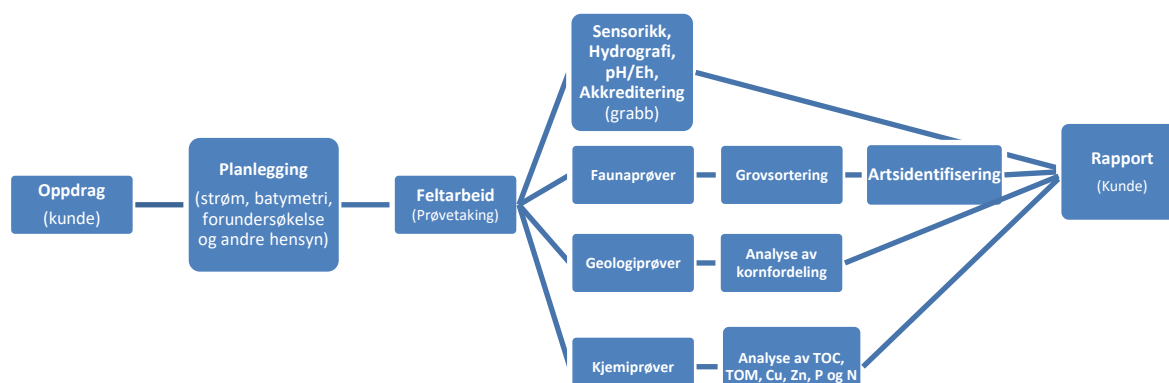 Oppdrag
(kunde)
Planlegging
(strøm, batymetri,
forundersøkelse
og andre hensyn)
Feltarbeid
(Prøvetaking)
Sensorikk,
Hydrografi,
pH/Eh,
Akkreditering
(grabb)
Faunaprøver
Grovsortering
Artsidentifisering
Geologiprøver
Analyse av
kornfordeling
Kjemiprøver
Analyse av TOC,
TOM, Cu, Zn, P og N
Rapport
(Kunde)